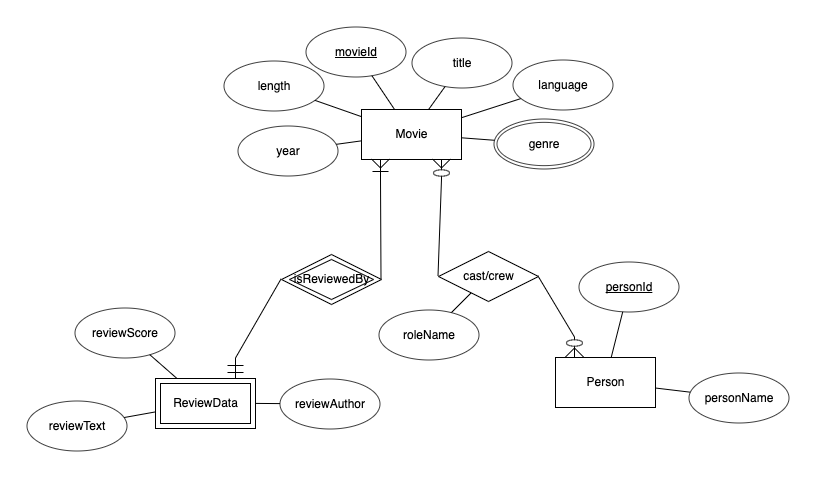 movieId
title
length
language
Movie
year
genre
isReviewedBy
cast/crew
personId
reviewScore
roleName
Person
ReviewData
reviewAuthor
personName
reviewText